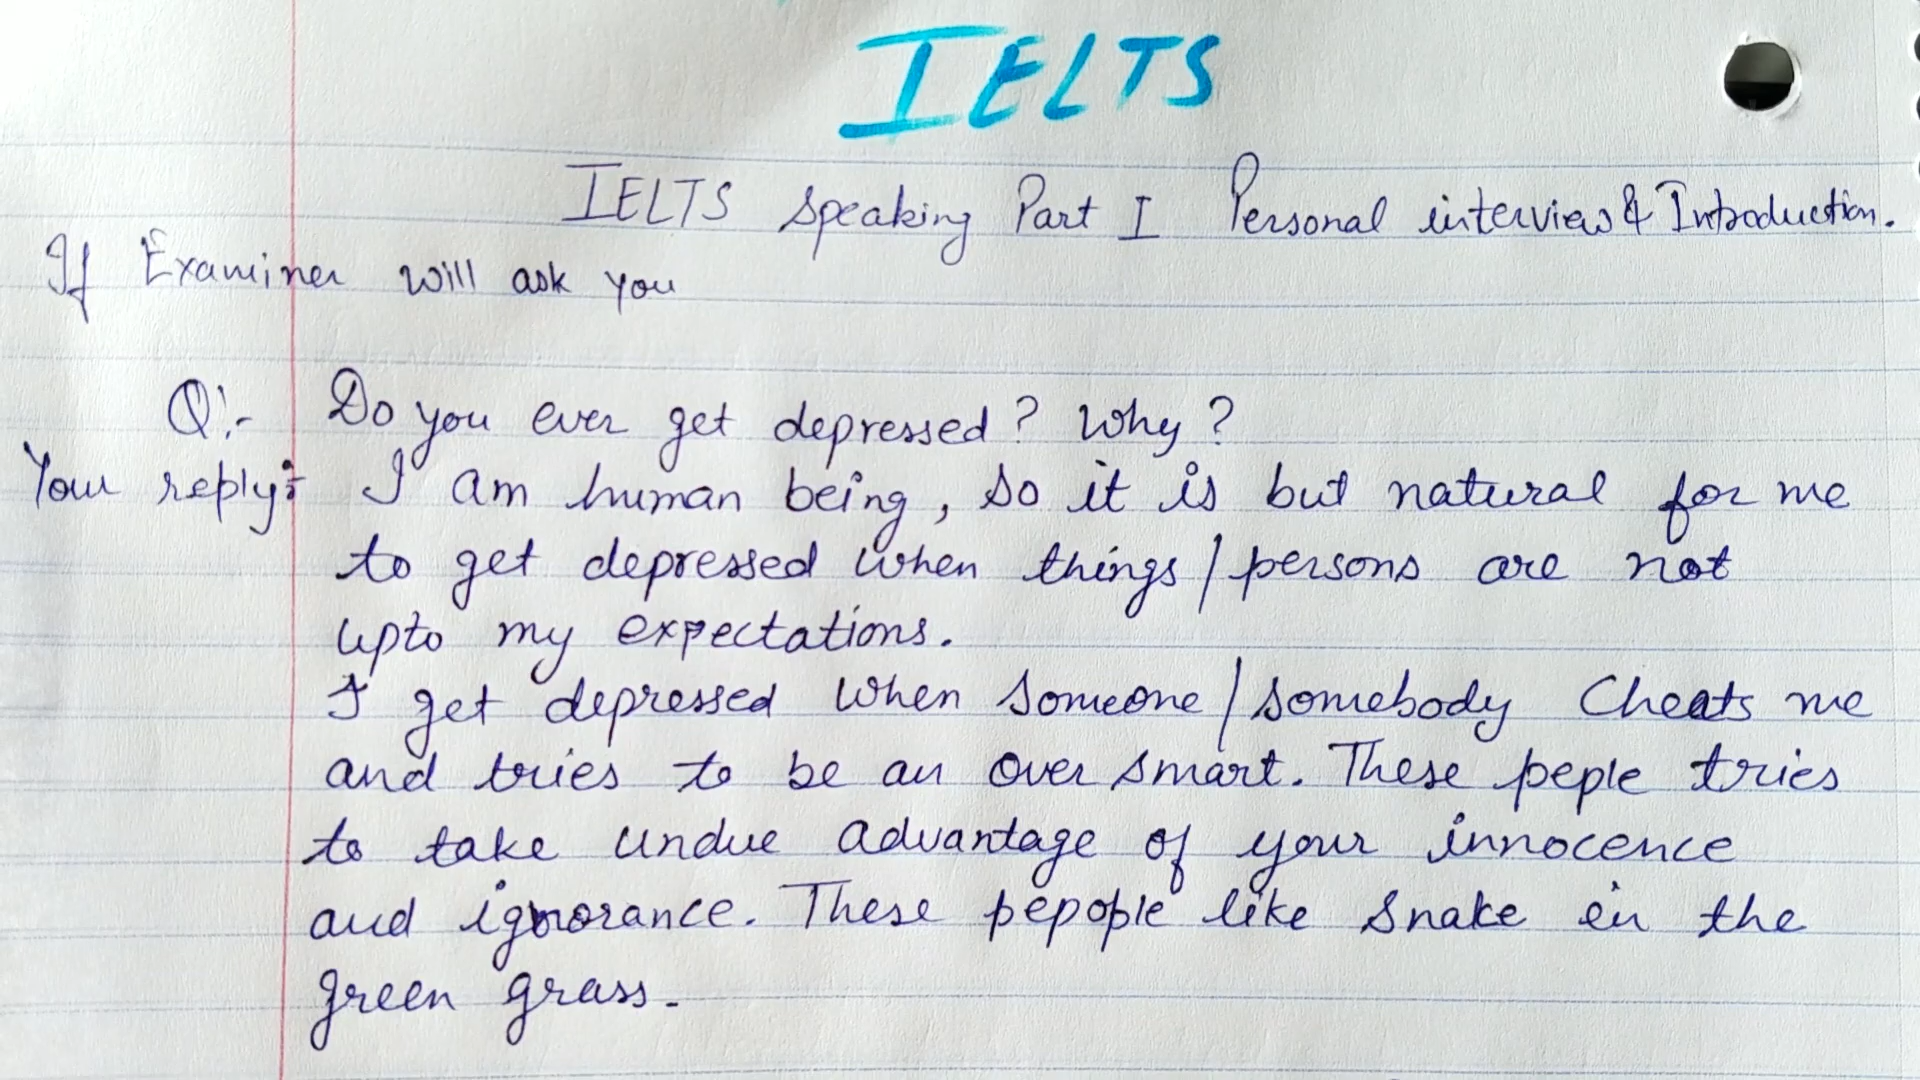 IELTS
IELTS Speaking Part I Personal interview & Introduction.
If Examiner will ask you
Q:- Do you ever get depressed? Why?
Your reply:- I am human being, so it is but natural for me
to get depressed when things/persons are not
upto my expectations.
I get depressed when someone/somebody Cheats me
and tries to be an over smart. These peple tries
to take undue advantage of your innocence
and ignorance. These pepople like snake in the
green grass.